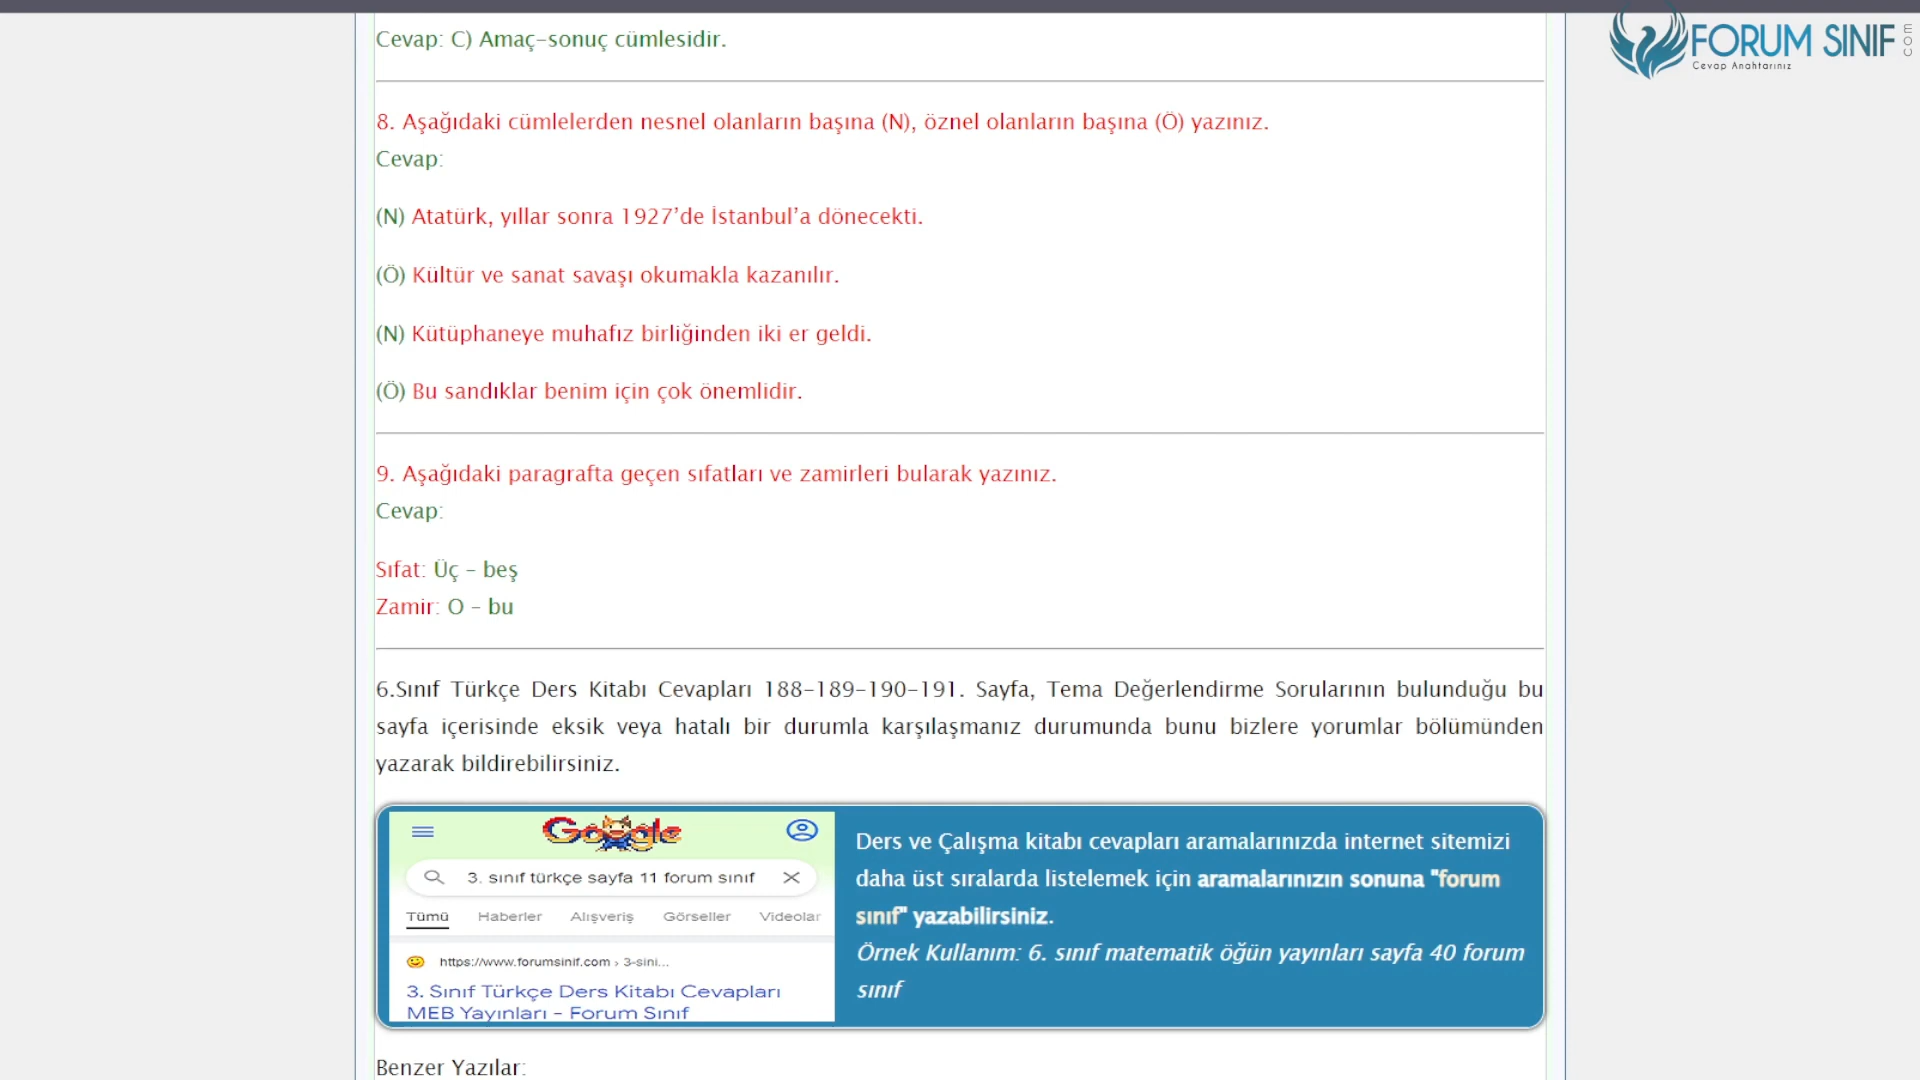 FORUM SINIF
.com
Cevap Anahtarınız
Cevap: C) Amaç-sonuç cümlesidir.
8. Aşağıdaki cümlelerden nesnel olanların başına (N), öznel olanların başına (Ö) yazınız.
Cevap:
(N) Atatürk, yıllar sonra 1927’de İstanbul’a dönecekti.
(Ö) Kültür ve sanat savaşı okumakla kazanılır.
(N) Kütüphaneye muhafız birliğinden iki er geldi.
(Ö) Bu sandıklar benim için çok önemlidir.
9. Aşağıdaki paragrafta geçen sıfatları ve zamirleri bularak yazınız.
Cevap:
Sıfat: Üç – beş
Zamir: O – bu
6.Sınıf Türkçe Ders Kitabı Cevapları 188-189-190-191. Sayfa, Tema Değerlendirme Sorularının bulunduğu bu
sayfa içerisinde eksik veya hatalı bir durumla karşılaşmanız durumunda bunu bizlere yorumlar bölümünden
yazarak bildirebilirsiniz.
Google
3. sınıf türkçe sayfa 11 forum sınıf
Tümü Haberler Alışveriş Görseller Videolar
https://www.forumsinif.com › 3-sini...
3. Sınıf Türkçe Ders Kitabı Cevapları
MEB Yayınları - Forum Sınıf
Ders ve Çalışma kitabı cevapları aramalarınızda internet sitemizi
daha üst sıralarda listelemek için aramalarınızın sonuna "forum
sınıf" yazabilirsiniz.
Örnek Kullanım: 6. sınıf matematik öğün yayınları sayfa 40 forum
sınıf
Benzer Yazılar: